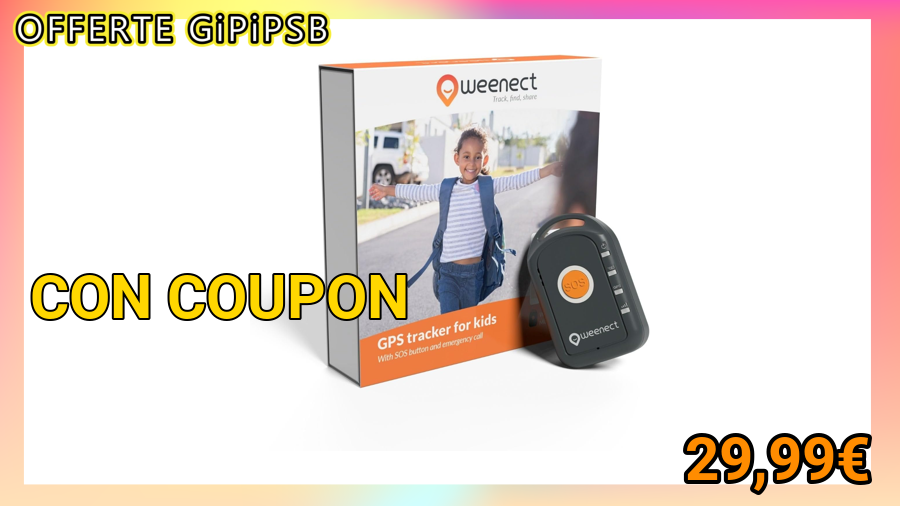 OFFERTE GiPiPSB
weenect
Track, find, share
CON COUPON
GPS tracker for kids
With SOS button and emergency call
SOS
weenect
29,99€